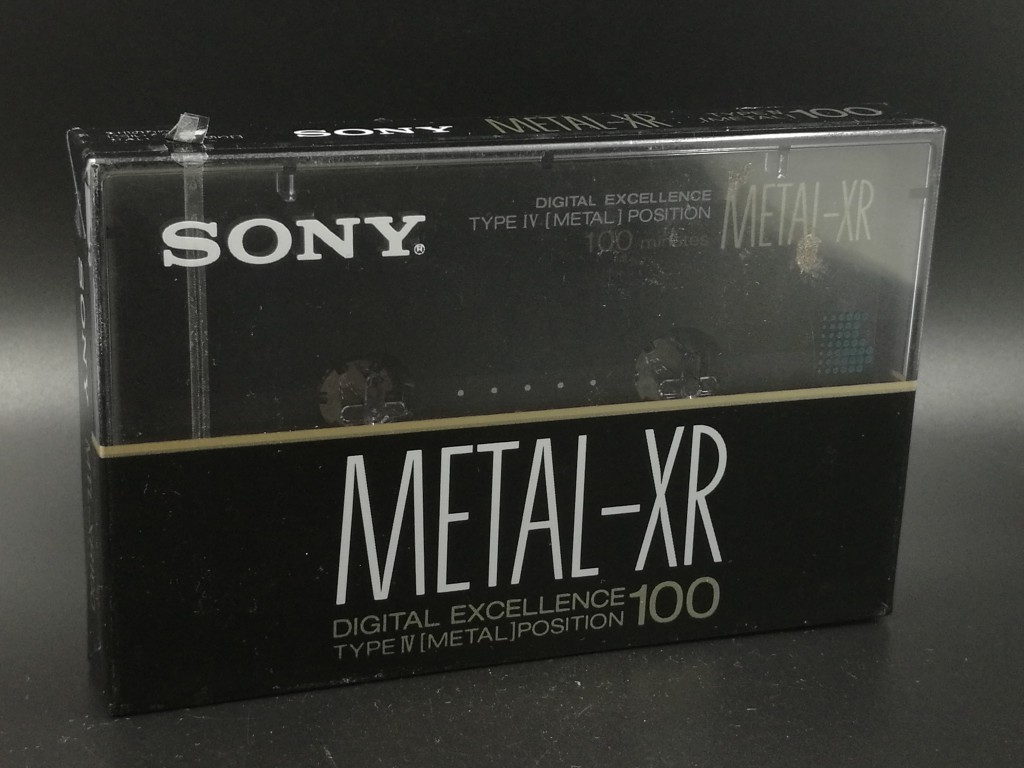 SONY METAL-XR 100
SONY®
DIGITAL EXCELLENCE
TYPE IV [METAL] POSITION
100 minutes
METAL-XR
METAL-XR
DIGITAL EXCELLENCE 100
TYPE IV [METAL] POSITION